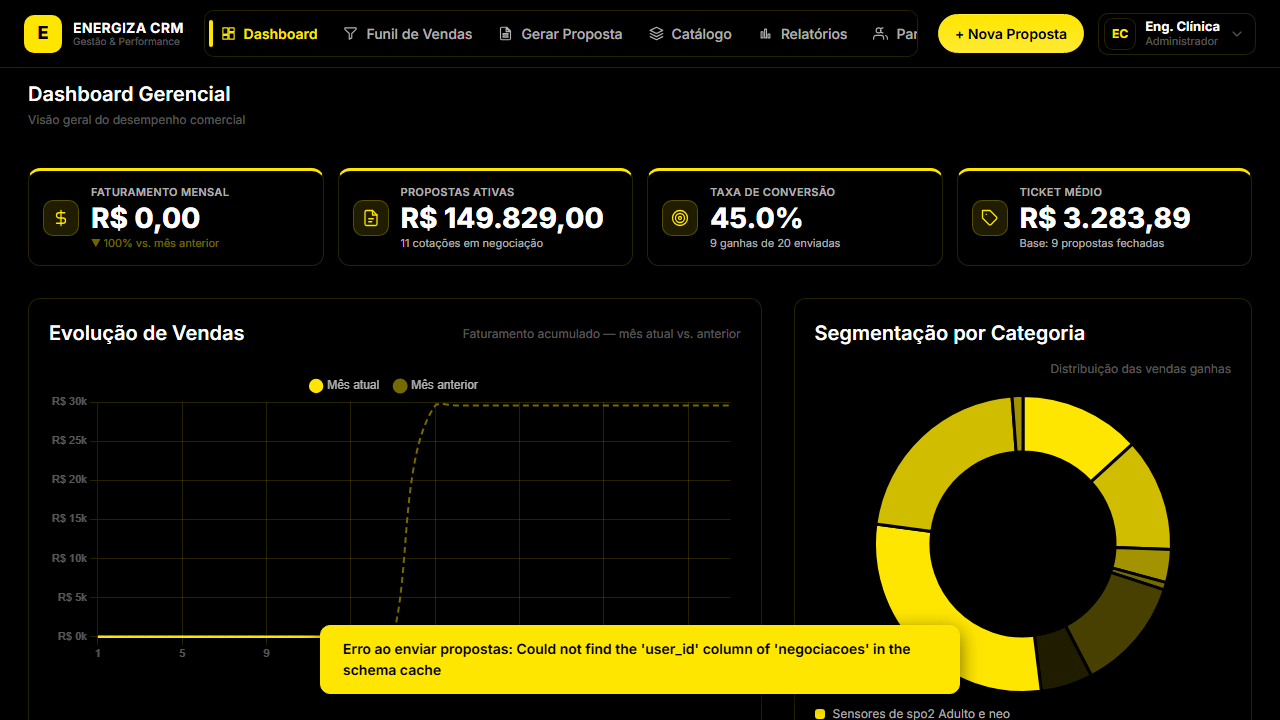 E
ENERGIZA CRM
Gestão & Performance
Dashboard
Funil de Vendas
Gerar Proposta
Catálogo
Relatórios
Par
+ Nova Proposta
EC
Eng. Clínica
Administrador
Dashboard Gerencial
Visão geral do desempenho comercial
FATURAMENTO MENSAL
R$ 0,00
▼ 100% vs. mês anterior
PROPOSTAS ATIVAS
R$ 149.829,00
11 cotações em negociação
TAXA DE CONVERSÃO
45.0%
9 ganhas de 20 enviadas
TICKET MÉDIO
R$ 3.283,89
Base: 9 propostas fechadas
Evolução de Vendas
Faturamento acumulado — mês atual vs. anterior
Mês atual
Mês anterior
R$ 30k
R$ 25k
R$ 20k
R$ 15k
R$ 10k
R$ 5k
R$ 0k
1
5
9
Segmentação por Categoria
Distribuição das vendas ganhas
Sensores de spo2 Adulto e neo
Erro ao enviar propostas: Could not find the 'user_id' column of 'negociacoes' in the
schema cache